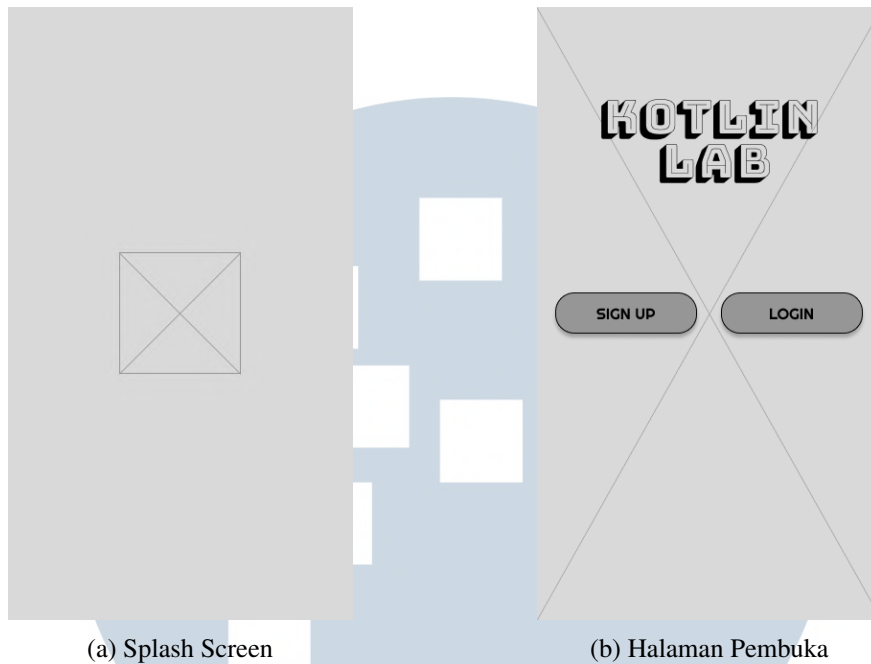 KOTLIN
LAB
SIGN UP
LOGIN
(a) Splash Screen
(b) Halaman Pembuka